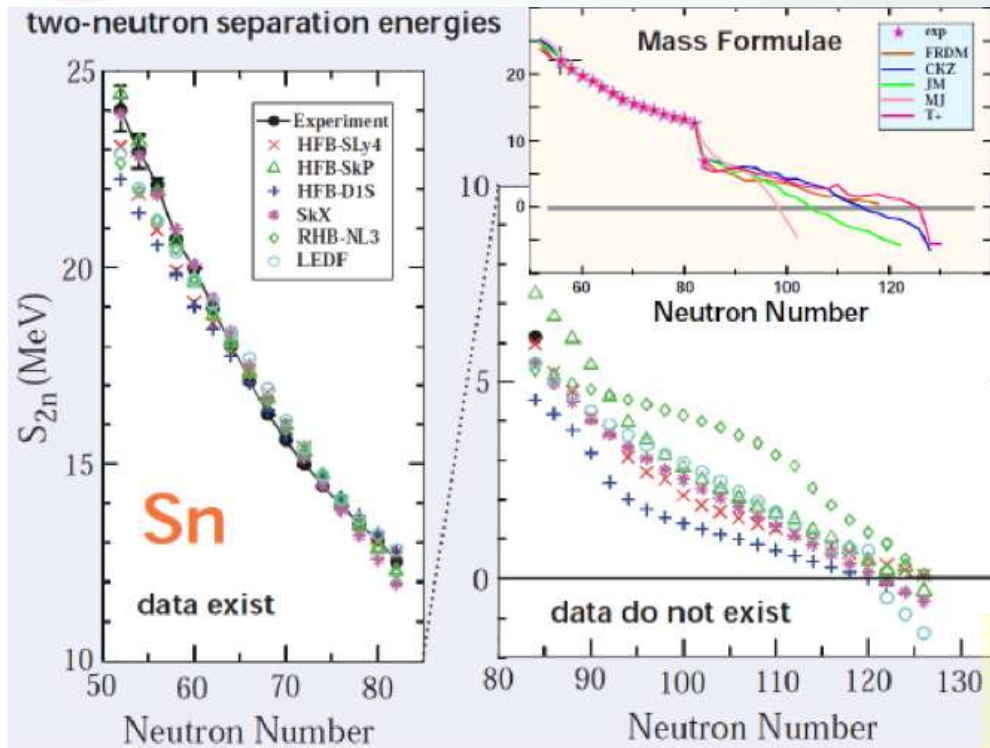 two-neutron separation energies
25
20
15
10
S2n (MeV)
Experiment
HFB-SLy4
HFB-SkP
HFB-D1S
SkX
RHB-NL3
LEDF
Sn
data exist
50 60 70 80
Neutron Number
Mass Formulae
exp
FRDM
CKZ
JM
MJ
T+
20
10
0
60 80 100 120
Neutron Number
10
5
0
data do not exist
80 90 100 110 120 130
Neutron Number